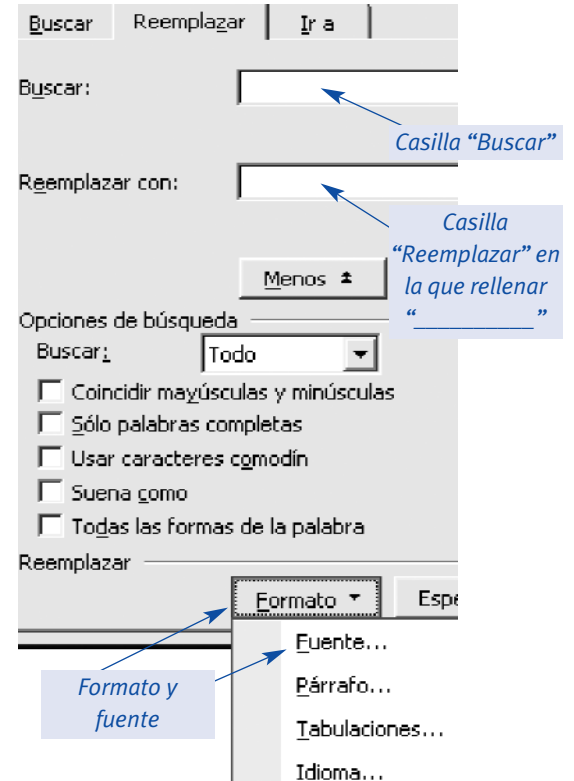 Buscar Reemplazar Ir a
Buscar:
Casilla “Buscar”
Reemplazar con:
Casilla
“Reemplazar” en
la que rellenar
“__________”
Menos
Opciones de búsqueda
Buscar: Todo
Coincidir mayúsculas y minúsculas
Sólo palabras completas
Usar caracteres comodín
Suena como
Todas las formas de la palabra
Reemplazar
Formato Espe
Fuente...
Formato y
fuente
Párrafo...
Tabulaciones...
Idioma...